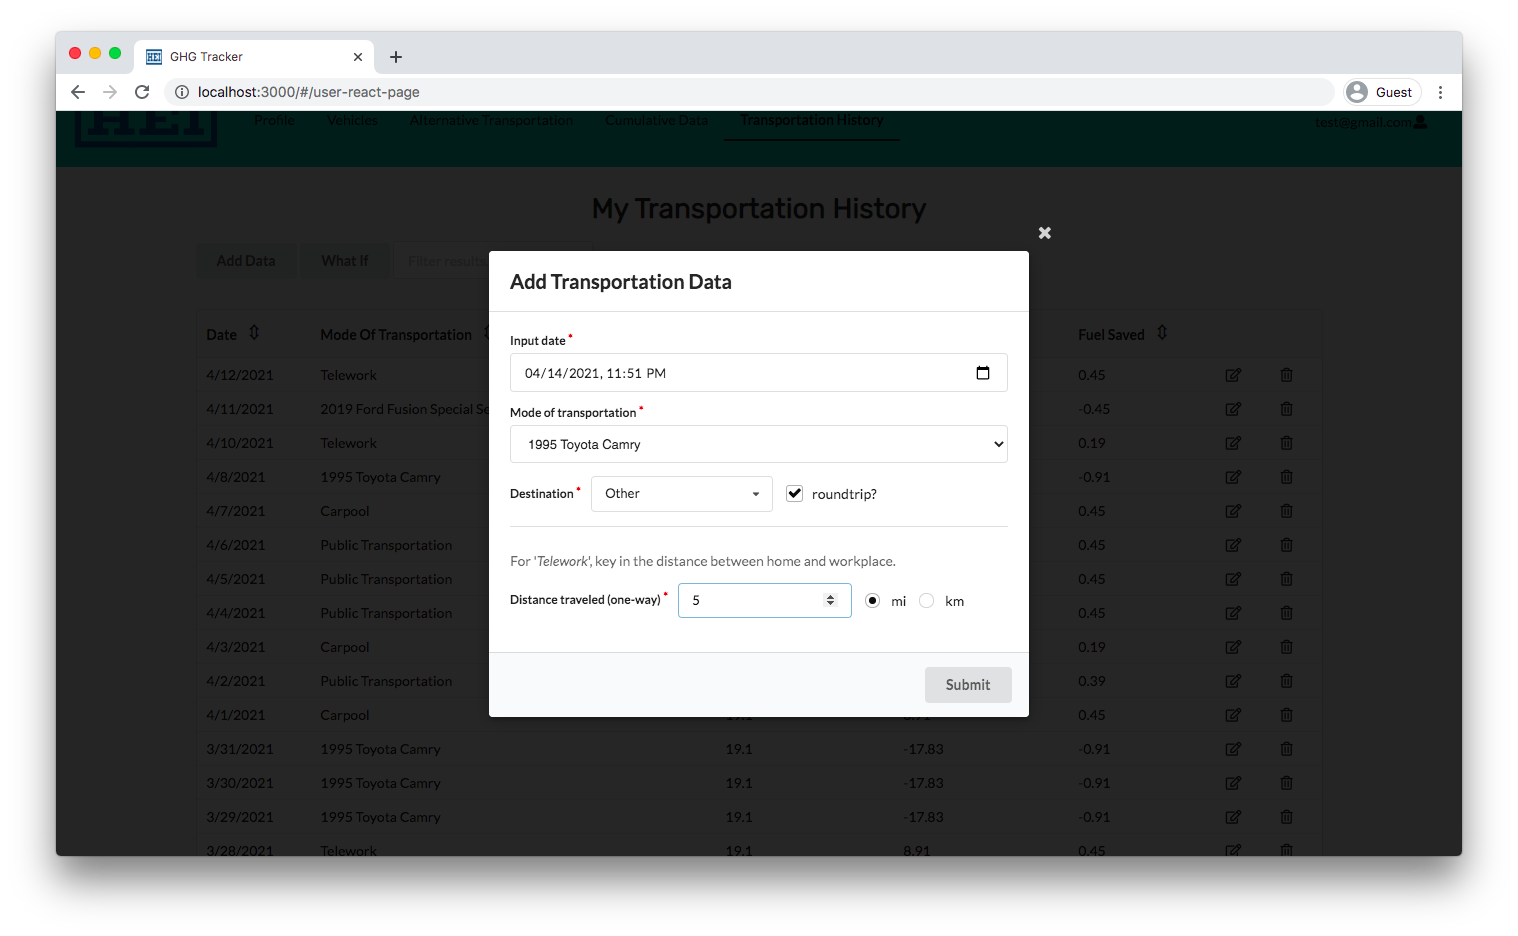 HEI GHG Tracker
localhost:3000/#/user-react-page Guest
HEI Profile Vehicles Alternative Transportation Cumulative Data Transportation History test@gmail.com
My Transportation History
Add Data What If Filter results
Add Transportation Data
Input date *
04/14/2021, 11:51 PM
Mode of transportation *
1995 Toyota Camry
Destination * Other roundtrip?
For 'Telework', key in the distance between home and workplace.
Distance traveled (one-way) * 5 mi km
Submit
Date Mode Of Transportation Fuel Saved
4/12/2021 Telework 0.45
4/11/2021 2019 Ford Fusion Special Se -0.45
4/10/2021 Telework 0.19
4/8/2021 1995 Toyota Camry -0.91
4/7/2021 Carpool 0.45
4/6/2021 Public Transportation 0.45
4/5/2021 Public Transportation 0.45
4/4/2021 Public Transportation 0.45
4/3/2021 Carpool 0.19
4/2/2021 Public Transportation 0.39
4/1/2021 Carpool 0.45
3/31/2021 1995 Toyota Camry 19.1 -17.83 -0.91
3/30/2021 1995 Toyota Camry 19.1 -17.83 -0.91
3/29/2021 1995 Toyota Camry 19.1 -17.83 -0.91
3/28/2021 Telework 19.1 8.91 0.45